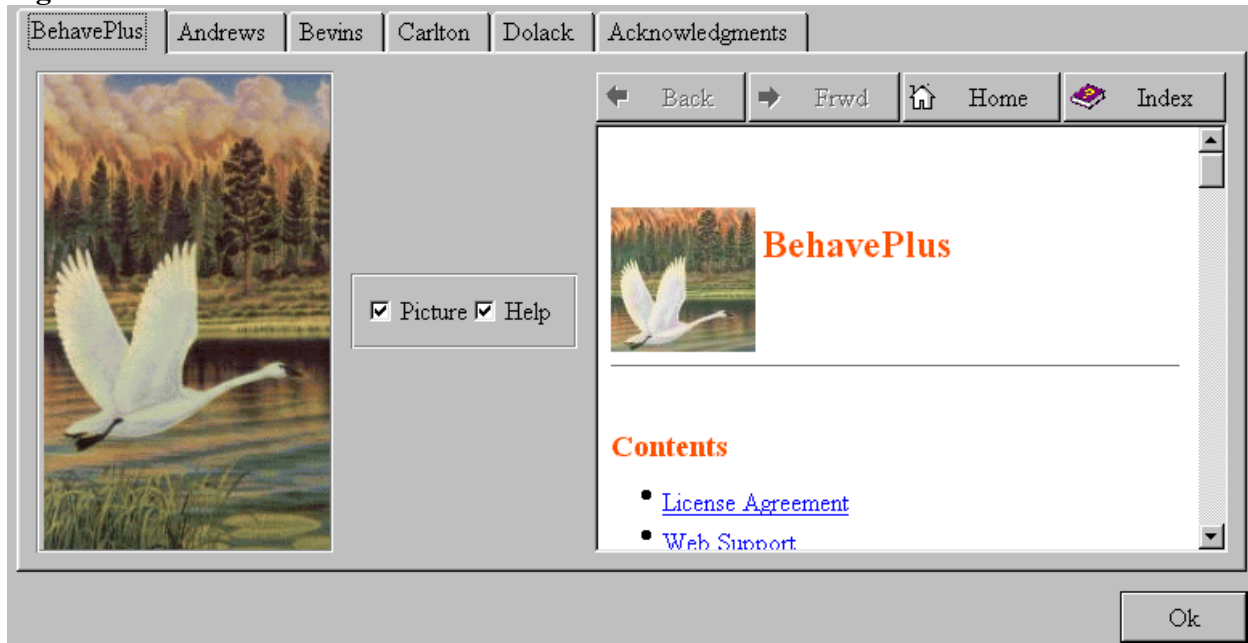 BehavePlus Andrews Bevins Carlton Dolack Acknowledgments
Back Frwd Home Index
BehavePlus
Picture Help
Contents
License Agreement
Web Support
Ok